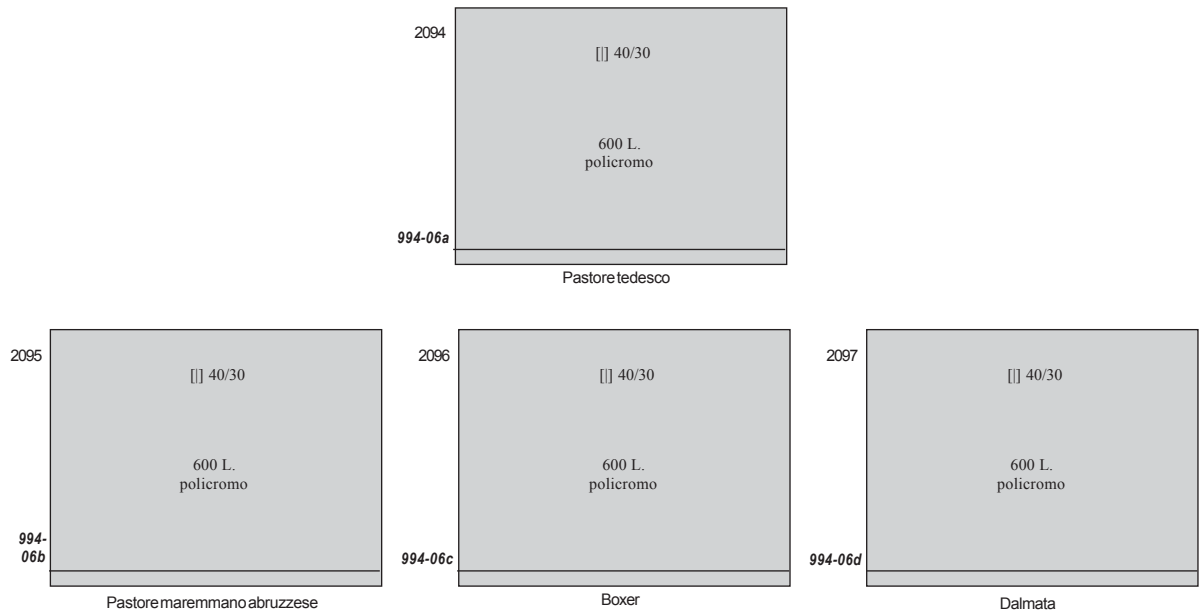 2094
[|] 40/30
600 L.
policromo
994-06a
Pastore tedesco
2095
[|] 40/30
600 L.
policromo
994-
06b
Pastore maremmano abruzzese
2096
[|] 40/30
600 L.
policromo
994-06c
Boxer
2097
[|] 40/30
600 L.
policromo
994-06d
Dalmata